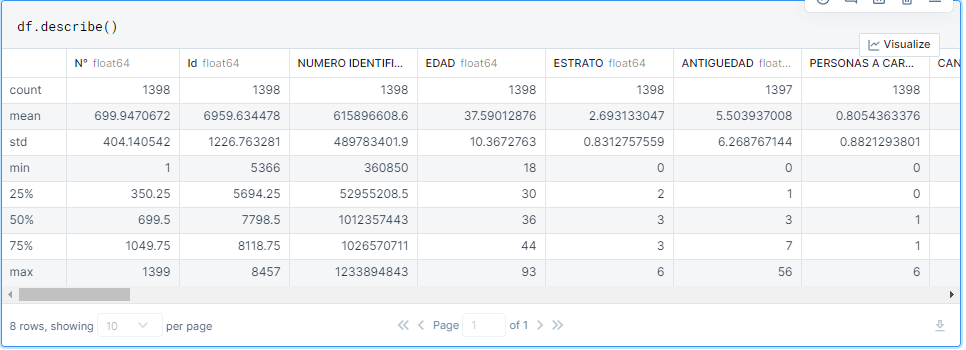 df.describe()
Visualize
N° float64 Id float64 NUMERO IDENTIFI... EDAD float64 ESTRATO float64 ANTIGUEDAD float... PERSONAS A CAR... CAN
count 1398 1398 1398 1398 1398 1397 1398
mean 699.9470672 6959.634478 615896608.6 37.59012876 2.693133047 5.503937008 0.8054363376
std 404.140542 1226.763281 489783401.9 10.3672763 0.8312757559 6.268767144 0.8821293801
min 1 5366 360850 18 0 0 0
25% 350.25 5694.25 52955208.5 30 2 1 0
50% 699.5 7798.5 1012357443 36 3 3 1
75% 1049.75 8118.75 1026570711 44 3 7 1
max 1399 8457 1233894843 93 6 56 6
8 rows, showing 10 per page Page 1 of 1